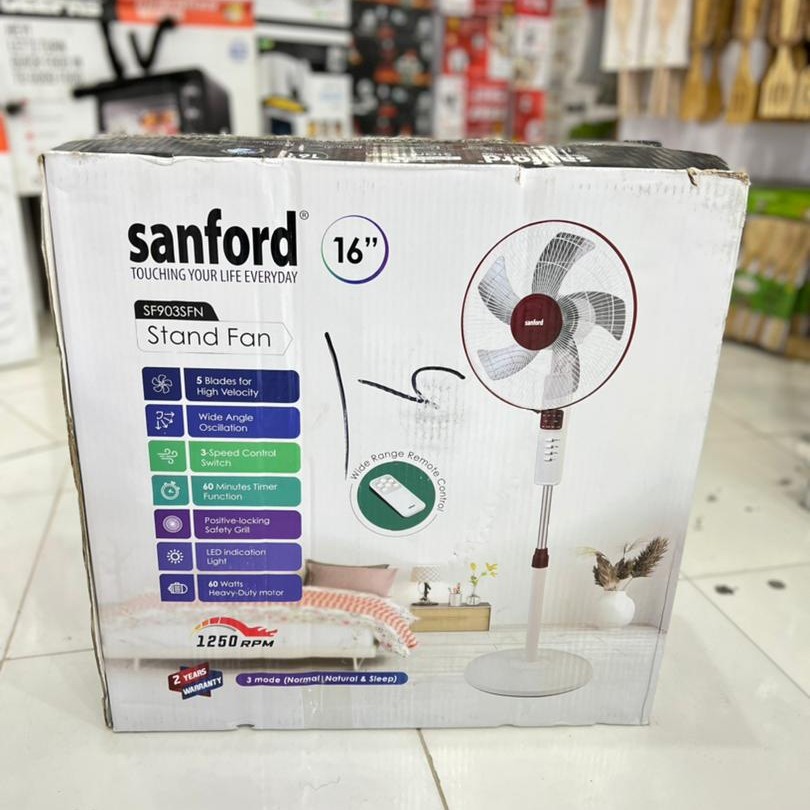 sanford®
TOUCHING YOUR LIFE EVERYDAY
16”
SF903SFN
Stand Fan
5 Blades for
High Velocity
Wide Angle
Oscillation
3-Speed Control
Switch
60 Minutes Timer
Function
Positive-locking
Safety Grill
LED indication
Light
60 Watts
Heavy-Duty motor
1250 RPM
2 YEARS
WARRANTY
3 mode (Normal, Natural & Sleep)
Wide Range Remote Control
sanford
sanford